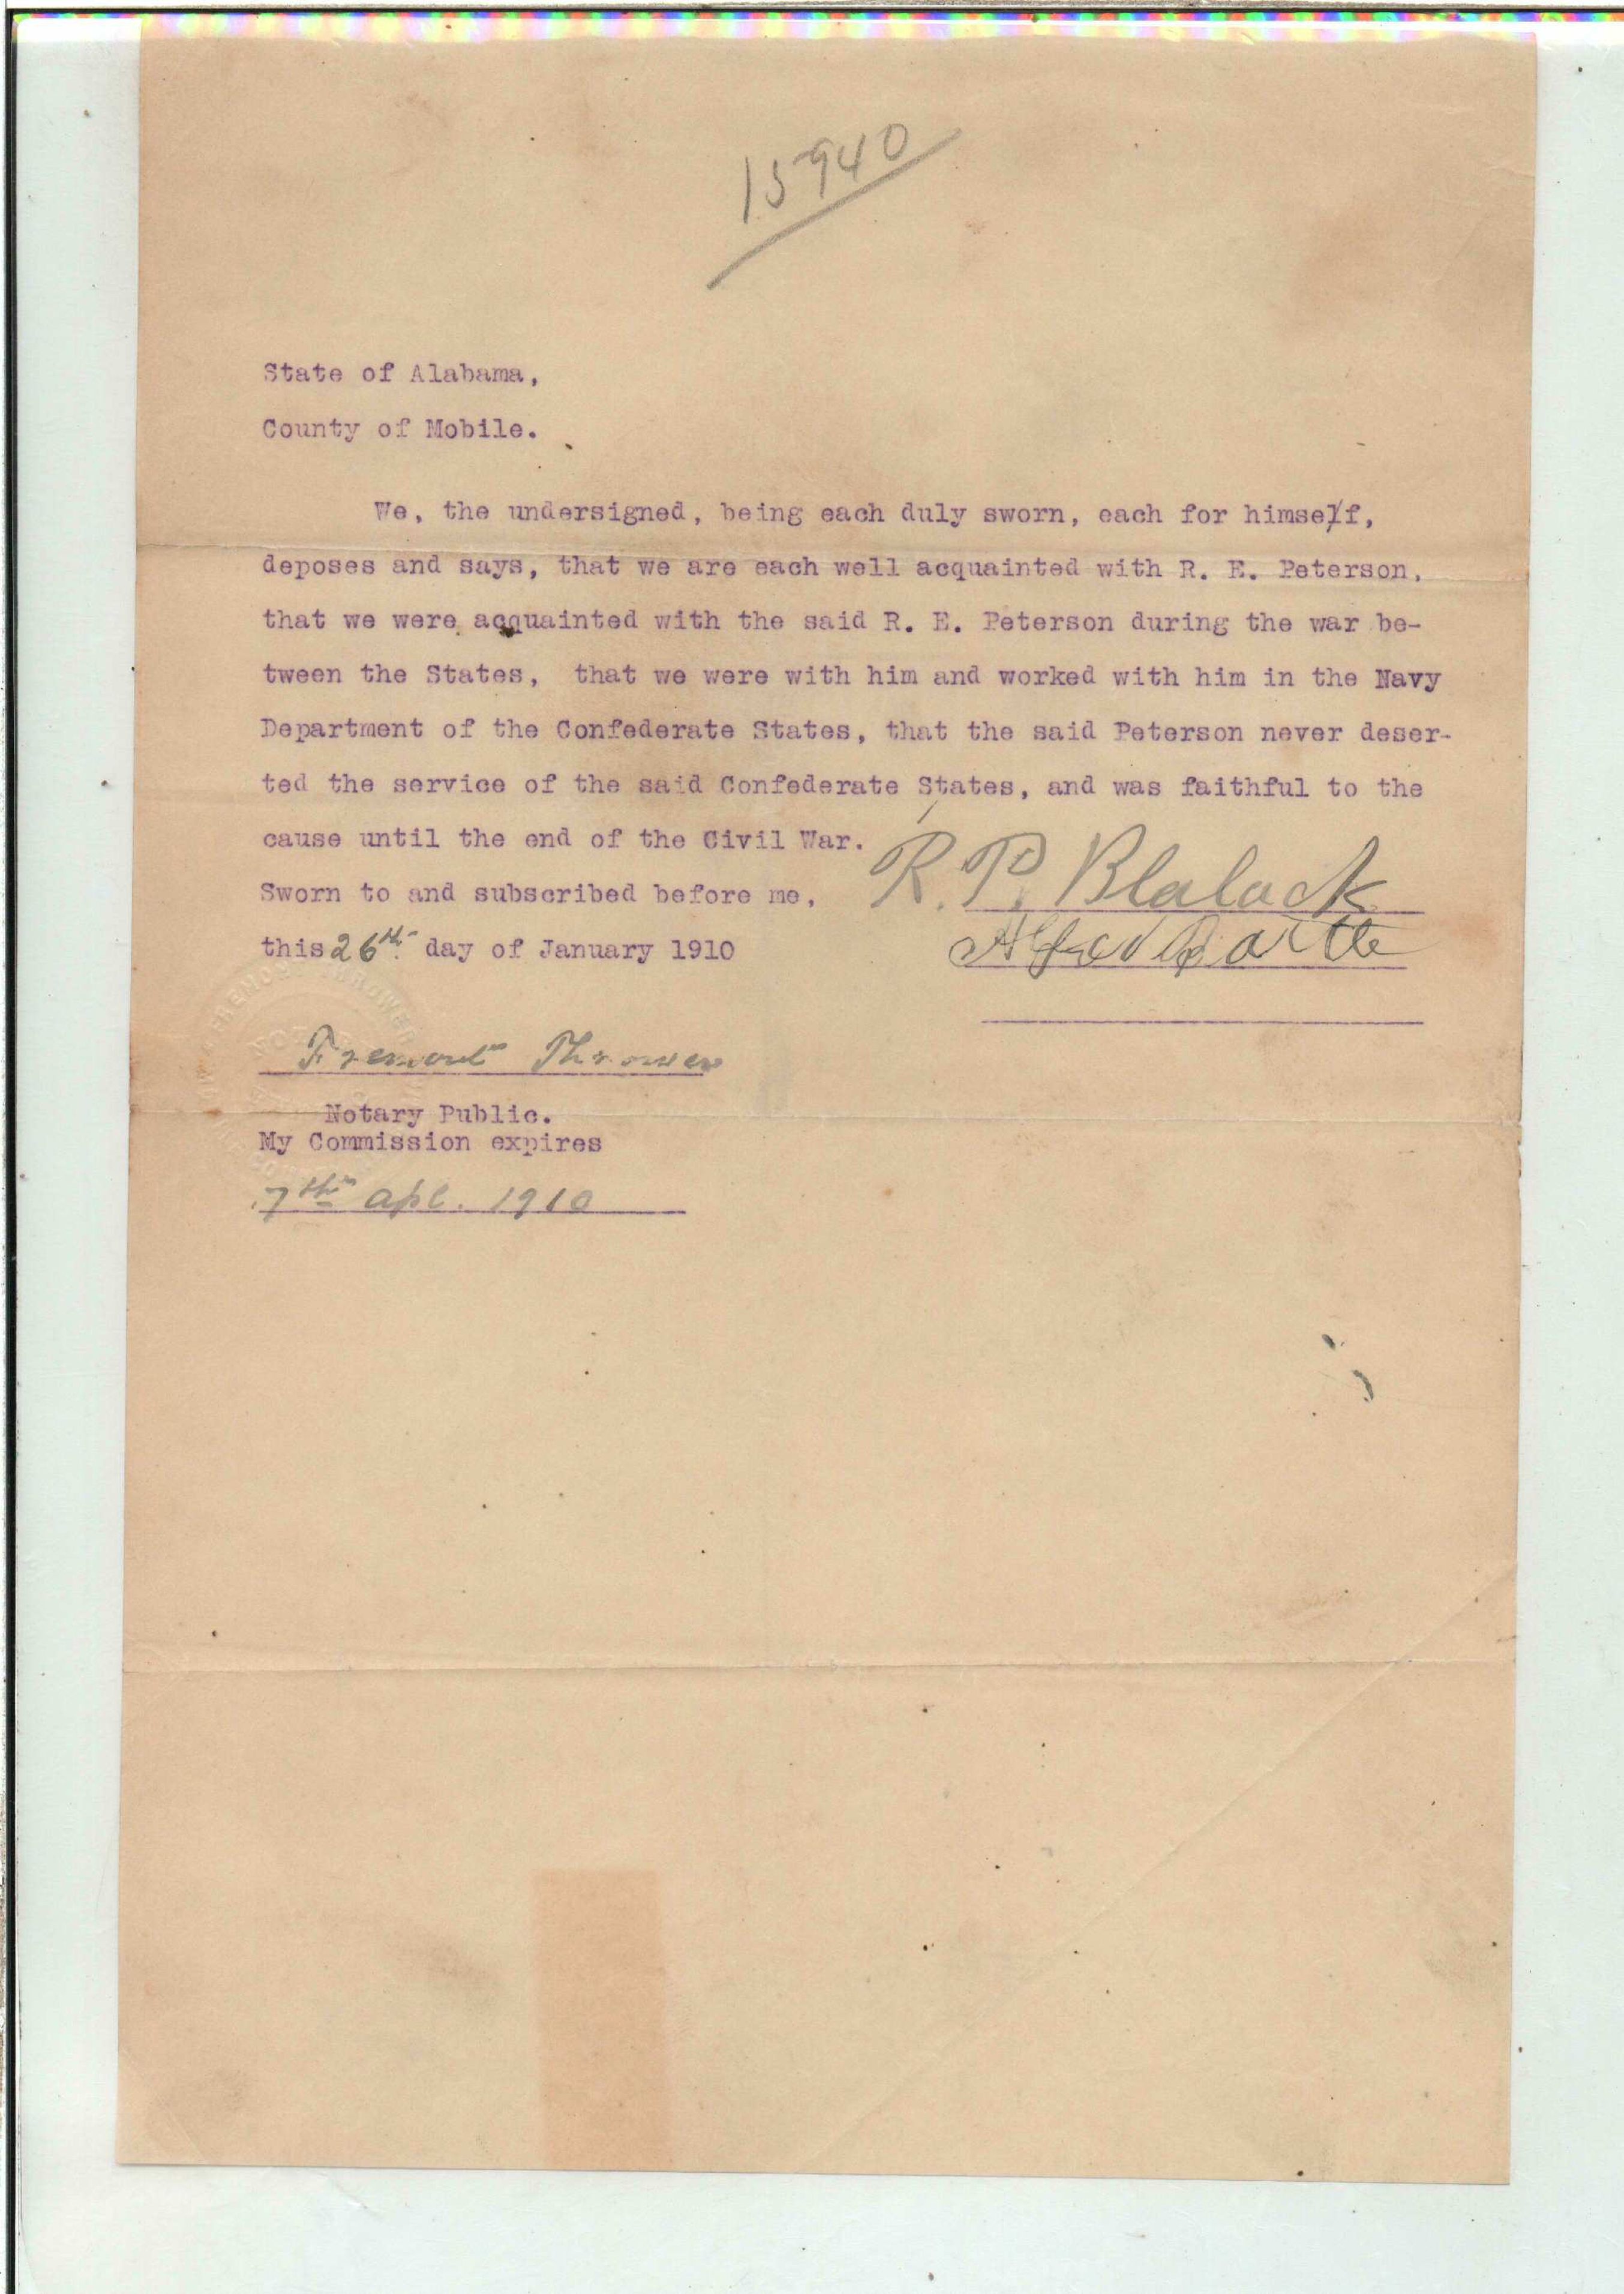 15940
State of Alabama,
County of Mobile.
We, the undersigned, being each duly sworn, each for himself,
deposes and says, that we are each well acquainted with R. E. Peterson,
that we were acquainted with the said R. E. Peterson during the war be-
tween the States, that we were with him and worked with him in the Navy
Department of the Confederate States, that the said Peterson never deser-
ted the service of the said Confederate States, and was faithful to the
cause until the end of the Civil War.
R. P. Blalack
Sworn to and subscribed before me,
Alfred
this 26th. day of January 1910
Fremont Thrower
Notary Public.
My Commission expires
7th apl. 1910